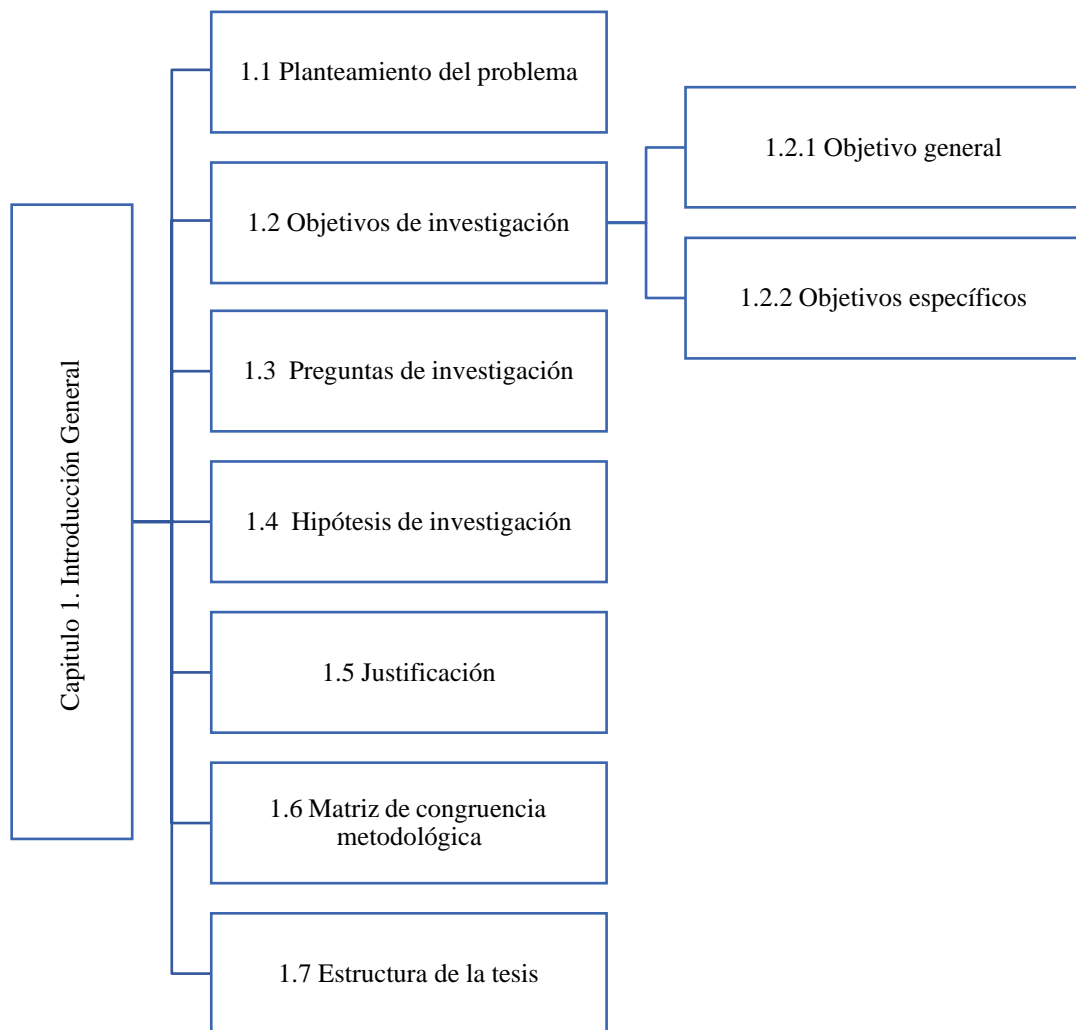 Capitulo 1. Introducción General
1.1 Planteamiento del problema
1.2 Objetivos de investigación
1.2.1 Objetivo general
1.2.2 Objetivos específicos
1.3 Preguntas de investigación
1.4 Hipótesis de investigación
1.5 Justificación
1.6 Matriz de congruencia
metodológica
1.7 Estructura de la tesis